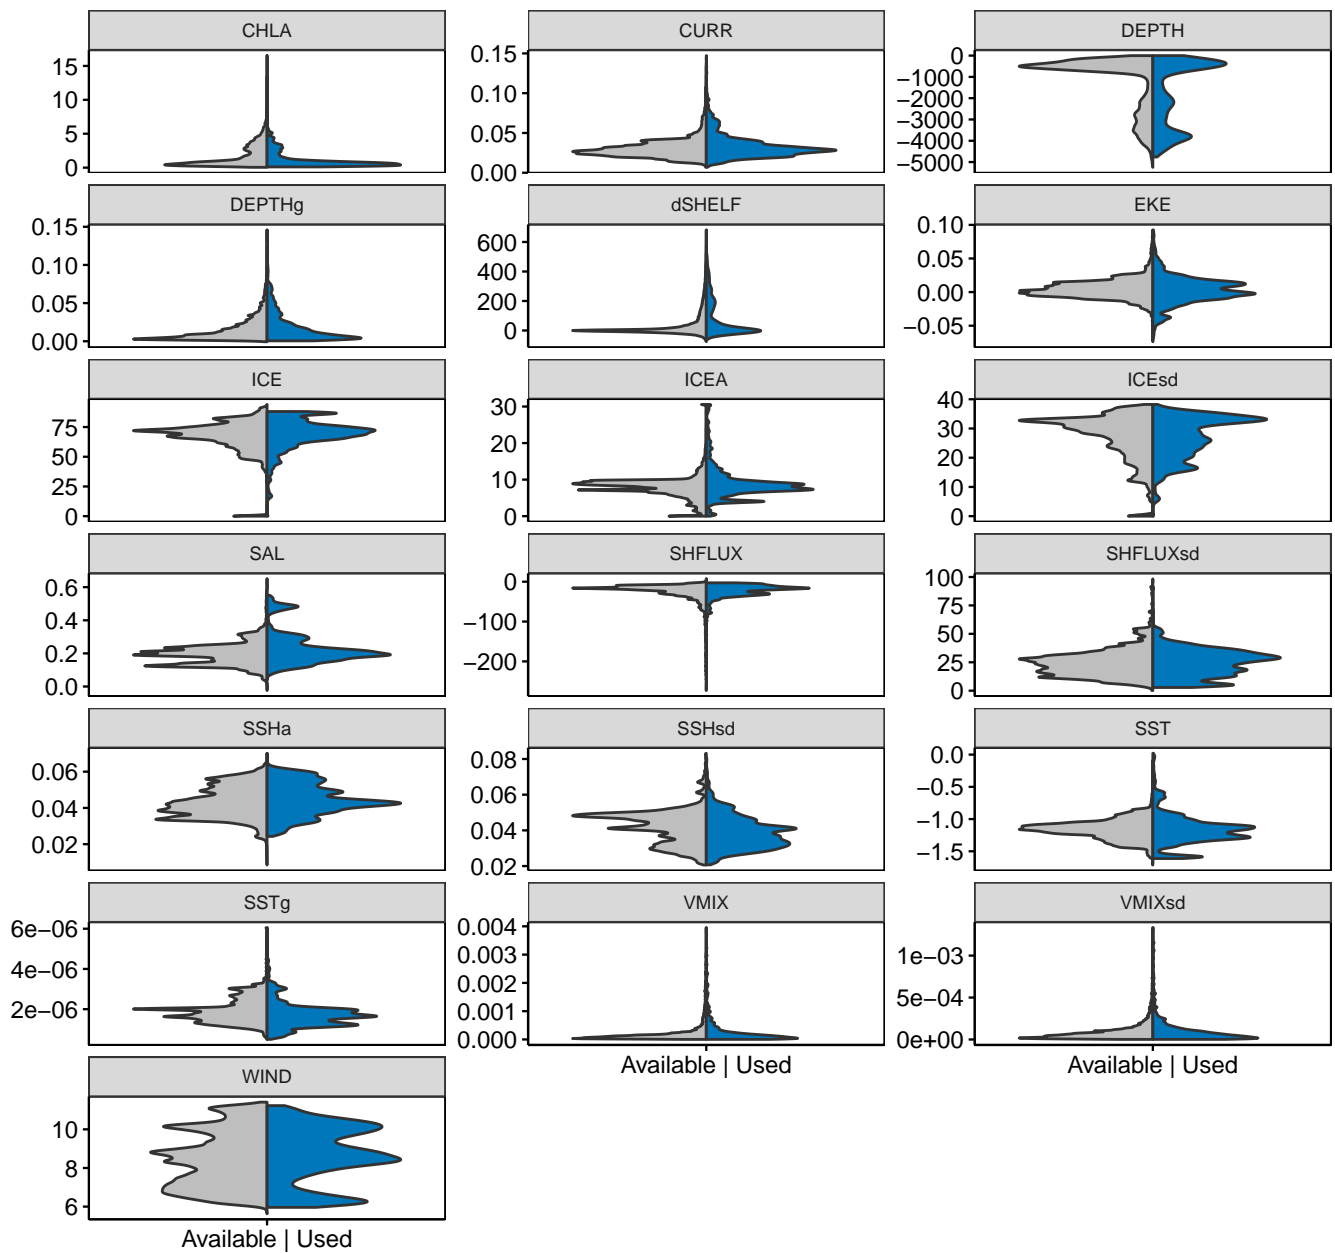 CHLA
15
10
5
0
CURR
0.15
0.10
0.05
0.00
DEPTH
0
−1000
−2000
−3000
−4000
−5000
DEPTHg
0.15
0.10
0.05
0.00
dSHELF
600
400
200
0
EKE
0.10
0.05
0.00
−0.05
ICE
75
50
25
0
ICEA
30
20
10
0
ICEsd
40
30
20
10
0
SAL
0.6
0.4
0.2
0.0
SHFLUX
0
−100
−200
SHFLUXsd
100
75
50
25
0
SSHa
0.06
0.04
0.02
SSHsd
0.08
0.06
0.04
0.02
SST
0.0
−0.5
−1.0
−1.5
SSTg
6e−06
4e−06
2e−06
VMIX
0.004
0.003
0.002
0.001
0.000
Available | Used
VMIXsd
1e−03
5e−04
0e+00
Available | Used
WIND
10
8
6
Available | Used